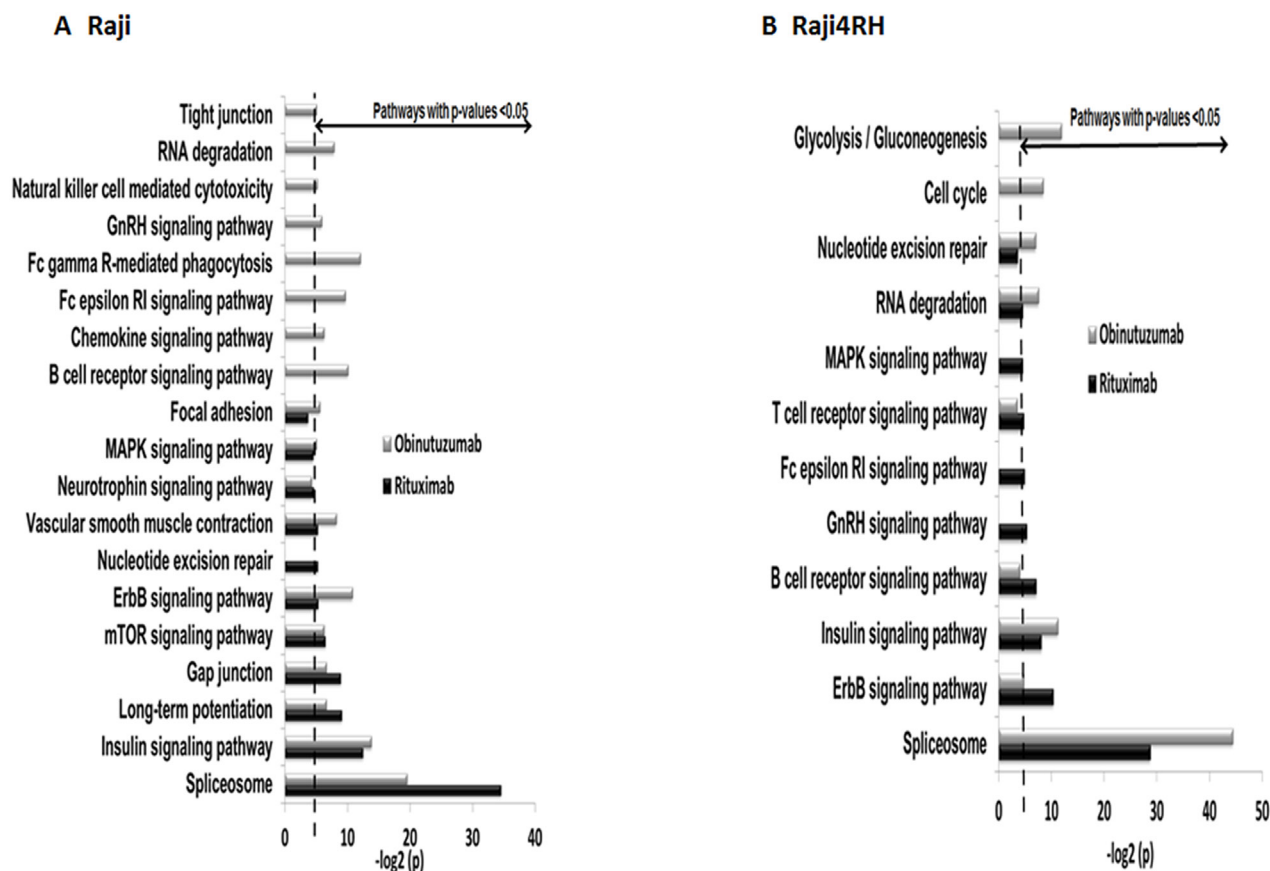 A Raji
Pathways with p-values <0.05
Tight junction
RNA degradation
Natural killer cell mediated cytotoxicity
GnRH signaling pathway
Fc gamma R-mediated phagocytosis
Fc epsilon RI signaling pathway
Chemokine signaling pathway
B cell receptor signaling pathway
Focal adhesion
MAPK signaling pathway
Neurotrophin signaling pathway
Vascular smooth muscle contraction
Nucleotide excision repair
ErbB signaling pathway
mTOR signaling pathway
Gap junction
Long-term potentiation
Insulin signaling pathway
Spliceosome
Obinutuzumab
Rituximab
0 10 20 30 40
-log2 (p)
B Raji4RH
Pathways with p-values <0.05
Glycolysis / Gluconeogenesis
Cell cycle
Nucleotide excision repair
RNA degradation
MAPK signaling pathway
T cell receptor signaling pathway
Fc epsilon RI signaling pathway
GnRH signaling pathway
B cell receptor signaling pathway
Insulin signaling pathway
ErbB signaling pathway
Spliceosome
Obinutuzumab
Rituximab
0 10 20 30 40 50
-log2 (p)